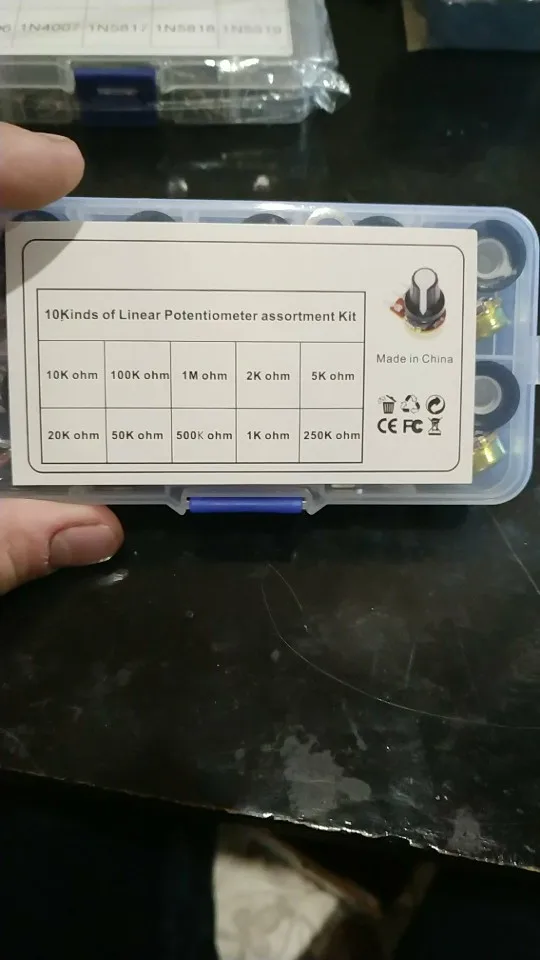 1N4007 1N5817 1N5818 1N5819
10Kinds of Linear Potentiometer assortment Kit
10K ohm 100K ohm 1M ohm 2K ohm 5K ohm
20K ohm 50K ohm 500K ohm 1K ohm 250K ohm
Made in China
CE FC